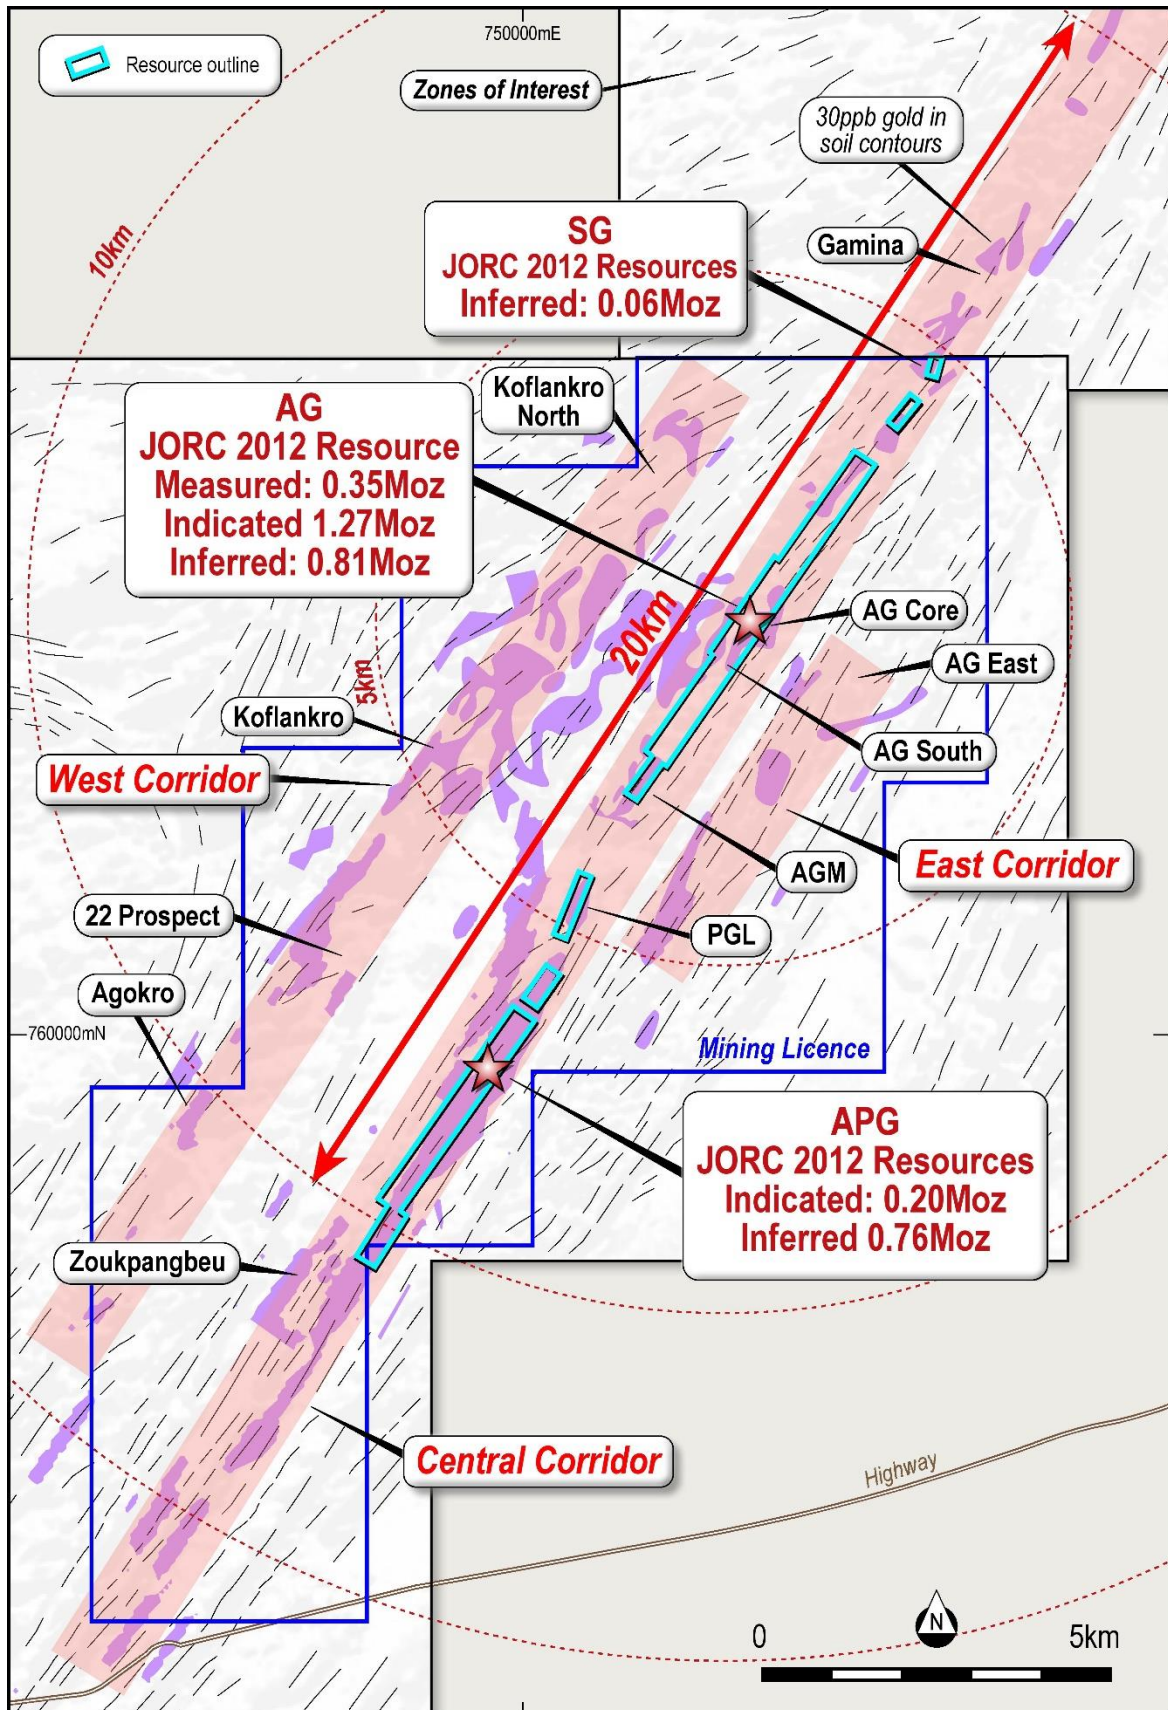 750000mE
Resource outline
Zones of Interest
30ppb gold in
soil contours
10km
SG
JORC 2012 Resources
Inferred: 0.06Moz
Gamina
Koflankro
North
AG
JORC 2012 Resource
Measured: 0.35Moz
Indicated 1.27Moz
Inferred: 0.81Moz
20km
AG Core
AG East
5km
Koflankro
AG South
West Corridor
AGM
East Corridor
22 Prospect
PGL
Agokro
760000mN
Mining Licence
APG
JORC 2012 Resources
Indicated: 0.20Moz
Inferred 0.76Moz
Zoukpangbeu
Central Corridor
Highway
N
0
5km